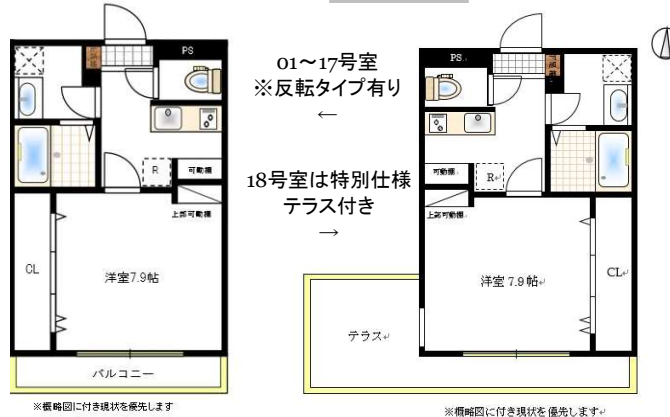 01〜17号室
※反転タイプ有り
←
18号室は特別仕様
テラス付き
→
PS
R
可動棚
上部可動棚
CL
洋室7.9帖
バルコニー
※概略図に付き現状を優先します
PS
可動棚
R
上部可動棚
洋室 7.9 帖
CL
テラス
※概略図に付き現状を優先します